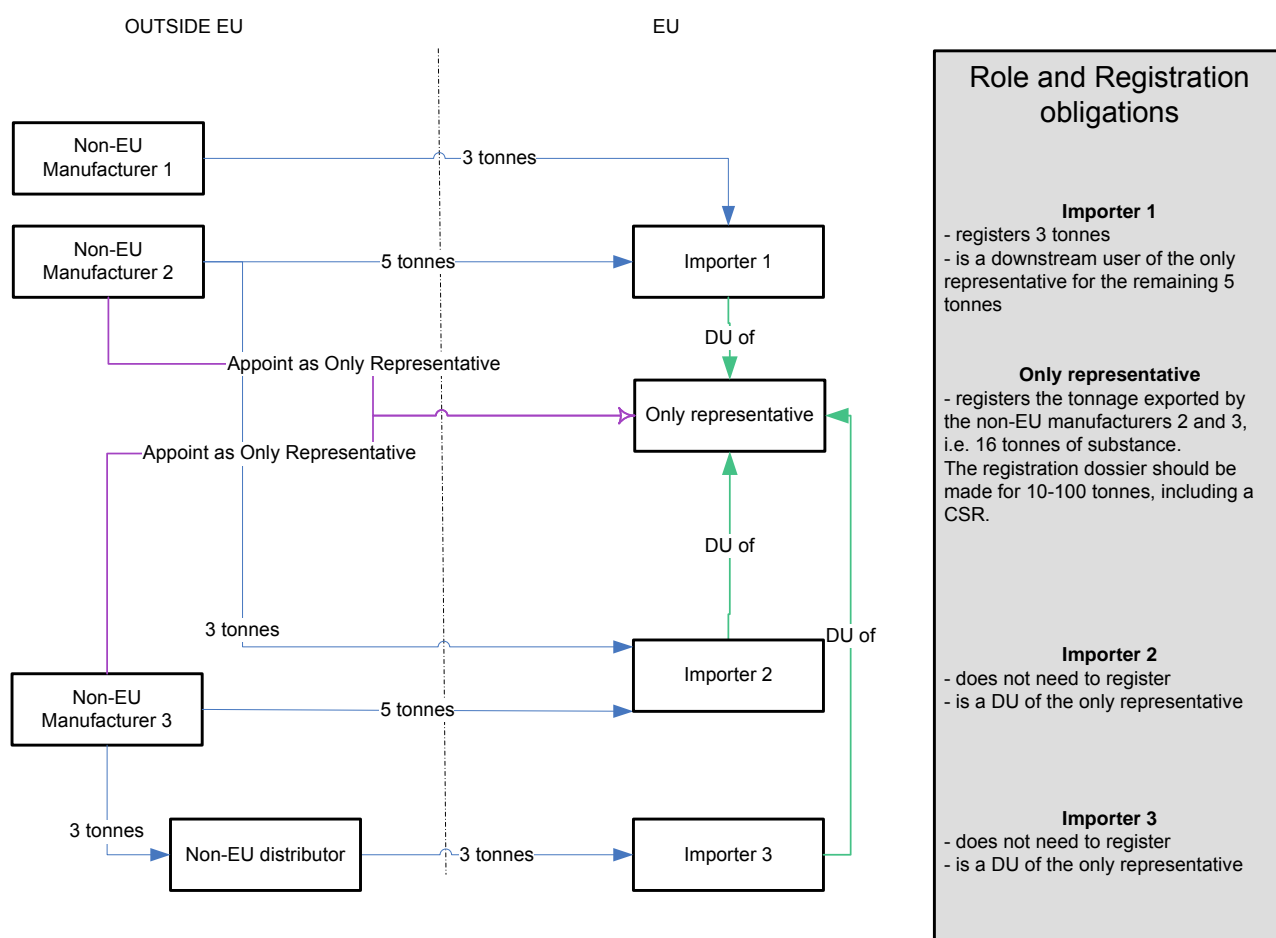 OUTSIDE EU
EU
Non-EU
Manufacturer 1
3 tonnes
Non-EU
Manufacturer 2
5 tonnes
Importer 1
DU of
Appoint as Only Representative
Only representative
Appoint as Only Representative
DU of
3 tonnes
DU of
Importer 2
Non-EU
Manufacturer 3
5 tonnes
3 tonnes
Non-EU distributor
3 tonnes
Importer 3
Role and Registration
obligations
Importer 1
- registers 3 tonnes
- is a downstream user of the only
representative for the remaining 5
tonnes
Only representative
- registers the tonnage exported by
the non-EU manufacturers 2 and 3,
i.e. 16 tonnes of substance.
The registration dossier should be
made for 10-100 tonnes, including a
CSR.
Importer 2
- does not need to register
- is a DU of the only representative
Importer 3
- does not need to register
- is a DU of the only representative